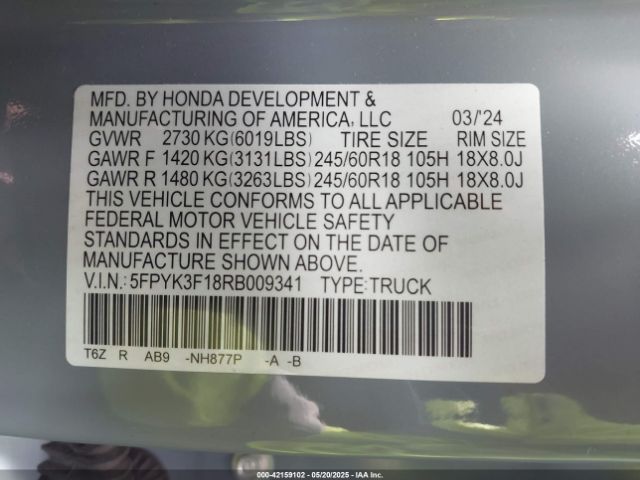 MFD. BY HONDA DEVELOPMENT &
MANUFACTURING OF AMERICA, LLC 03/'24
GVWR 2730 KG(6019LBS) TIRE SIZE RIM SIZE
GAWR F 1420 KG(3131LBS) 245/60R18 105H 18X8.0J
GAWR R 1480 KG(3263LBS) 245/60R18 105H 18X8.0J
THIS VEHICLE CONFORMS TO ALL APPLICABLE
FEDERAL MOTOR VEHICLE SAFETY
STANDARDS IN EFFECT ON THE DATE OF
MANUFACTURE SHOWN ABOVE.
V.I.N.: 5FPYK3F18RB009341 TYPE:TRUCK
T6Z R AB9 -NH877P -A -B
000-42159102 — 05/20/2025 — Copyright IAA, LLC